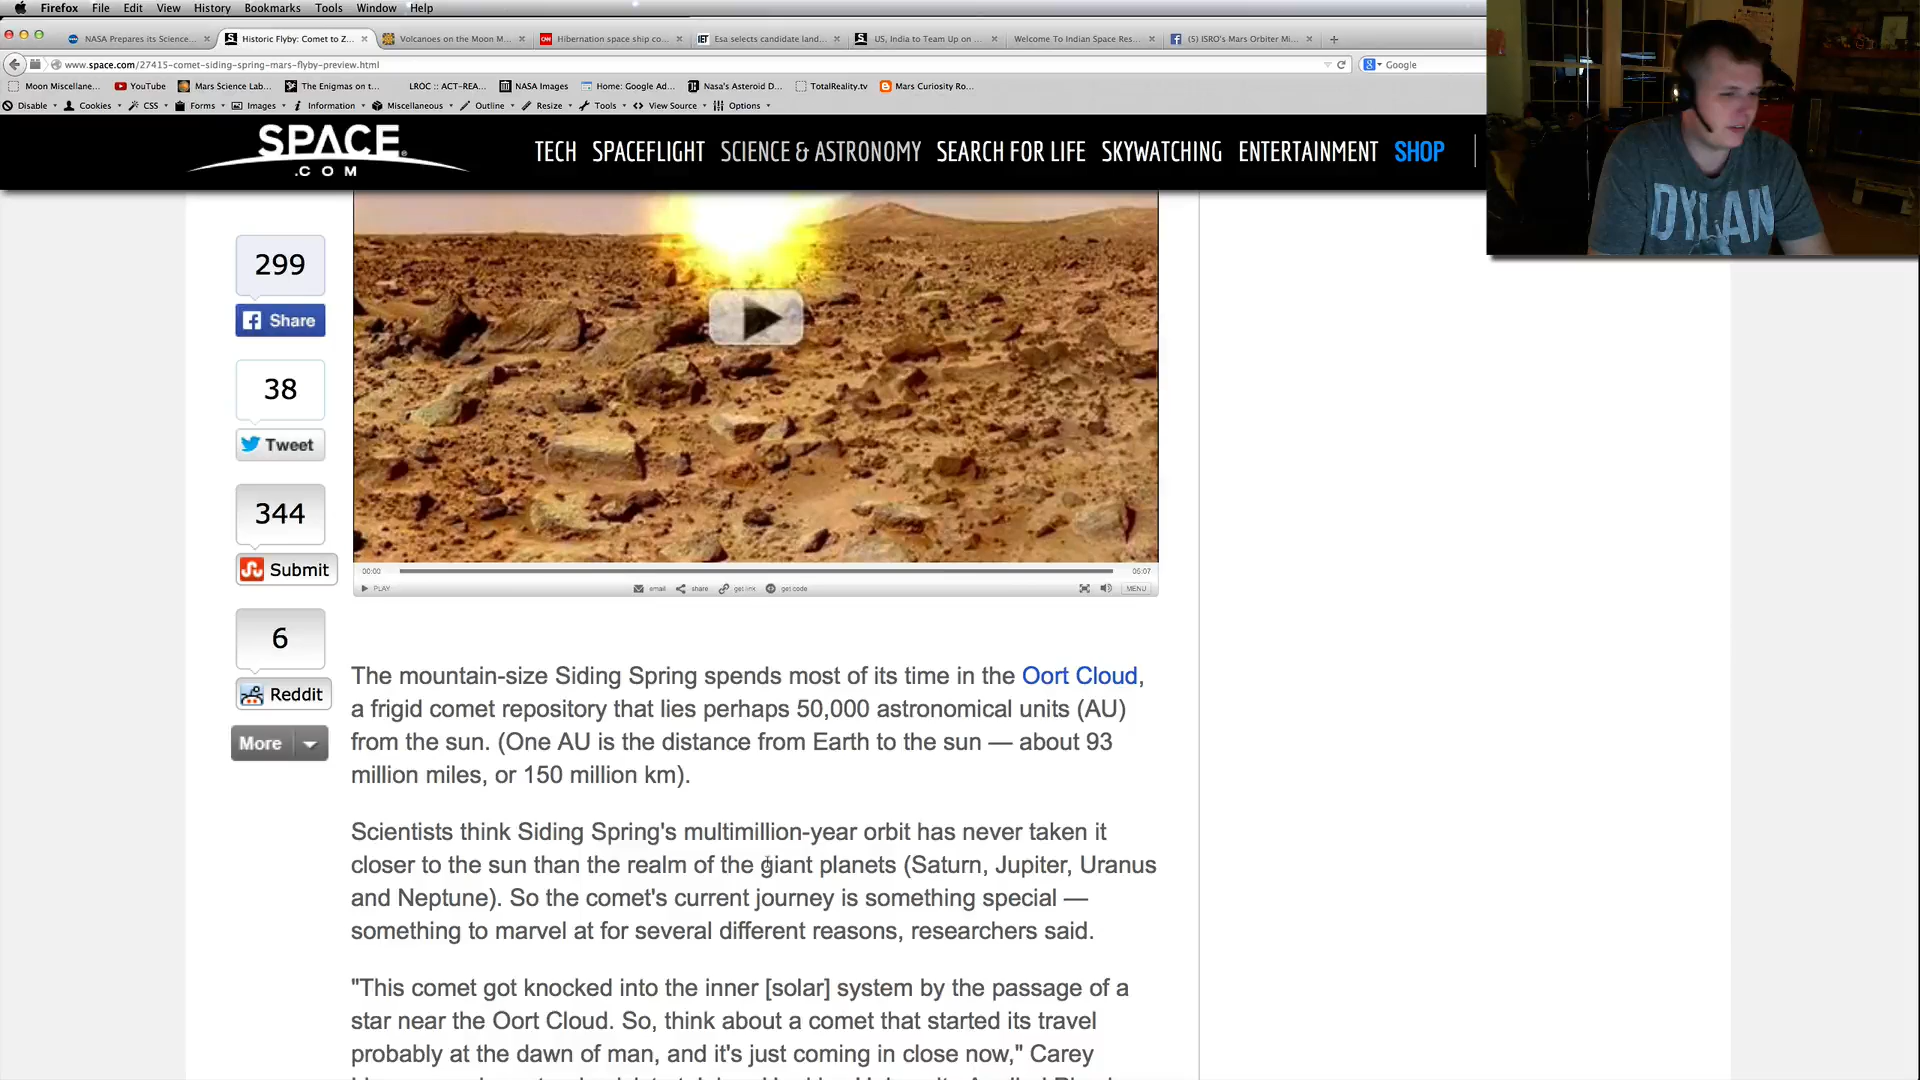 Firefox File Edit View History Bookmarks Tools Window Help
NASA Prepares its Science... Historic Flyby: Comet to Z... Volcanoes on the Moon M... Hibernation space ship co... Esa selects candidate land... US, India to Team Up on ... Welcome To Indian Space Res... (5) ISRO's Mars Orbiter Mi...
www.space.com/27415-comet-siding-spring-mars-flyby-preview.html Google
Moon Miscellane... YouTube Mars Science Lab... The Enigmas on t... LROC :: ACT-REA... NASA Images Home: Google Ad... Nasa's Asteroid D... TotalReality.tv Mars Curiosity Ro...
Disable Cookies CSS Forms Images Information Miscellaneous Outline Resize Tools View Source Options
SPACE
.COM
TECH SPACEFLIGHT SCIENCE & ASTRONOMY SEARCH FOR LIFE SKYWATCHING ENTERTAINMENT SHOP
DYLAN
299
Share
38
Tweet
344
Submit
6
Reddit
More
00:00 05:07
PLAY email share get link get code MENU
The mountain-size Siding Spring spends most of its time in the Oort Cloud,
a frigid comet repository that lies perhaps 50,000 astronomical units (AU)
from the sun. (One AU is the distance from Earth to the sun — about 93
million miles, or 150 million km).
Scientists think Siding Spring's multimillion-year orbit has never taken it
closer to the sun than the realm of the giant planets (Saturn, Jupiter, Uranus
and Neptune). So the comet's current journey is something special —
something to marvel at for several different reasons, researchers said.
"This comet got knocked into the inner [solar] system by the passage of a
star near the Oort Cloud. So, think about a comet that started its travel
probably at the dawn of man, and it's just coming in close now," Carey